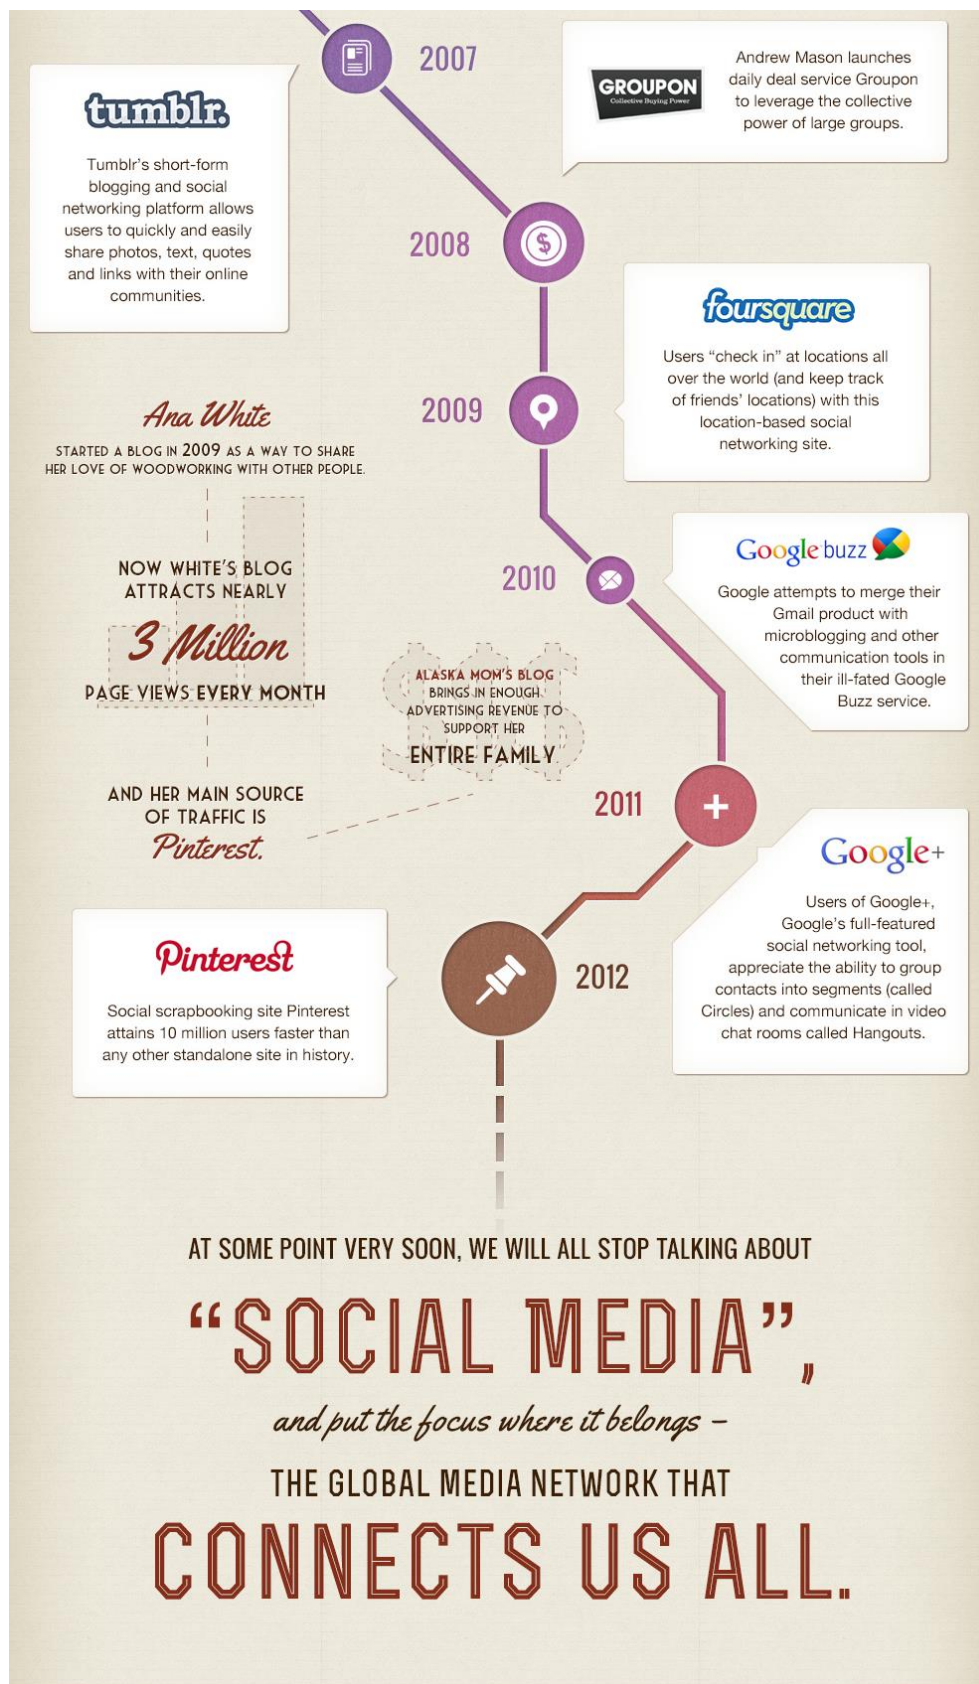 2007
tumblr.
Tumblr's short-form
blogging and social
networking platform allows
users to quickly and easily
share photos, text, quotes
and links with their online
communities.
GROUPON
Collective Buying Power
Andrew Mason launches
daily deal service Groupon
to leverage the collective
power of large groups.
2008
$
foursquare
Users “check in” at locations all
over the world (and keep track
of friends' locations) with this
location-based social
networking site.
2009
Ana White
STARTED A BLOG IN 2009 AS A WAY TO SHARE
HER LOVE OF WOODWORKING WITH OTHER PEOPLE.
NOW WHITE'S BLOG
ATTRACTS NEARLY
3 Million
PAGE VIEWS EVERY MONTH
AND HER MAIN SOURCE
OF TRAFFIC IS
Pinterest.
$$$
ALASKA MOM'S BLOG
BRINGS IN ENOUGH
ADVERTISING REVENUE TO
SUPPORT HER
ENTIRE FAMILY.
2010
Google buzz
Google attempts to merge their
Gmail product with
microblogging and other
communication tools in
their ill-fated Google
Buzz service.
2011
+
Google+
Users of Google+,
Google's full-featured
social networking tool,
appreciate the ability to group
contacts into segments (called
Circles) and communicate in video
chat rooms called Hangouts.
2012
Pinterest
Social scrapbooking site Pinterest
attains 10 million users faster than
any other standalone site in history.
AT SOME POINT VERY SOON, WE WILL ALL STOP TALKING ABOUT
“SOCIAL MEDIA”,
and put the focus where it belongs –
THE GLOBAL MEDIA NETWORK THAT
CONNECTS US ALL.